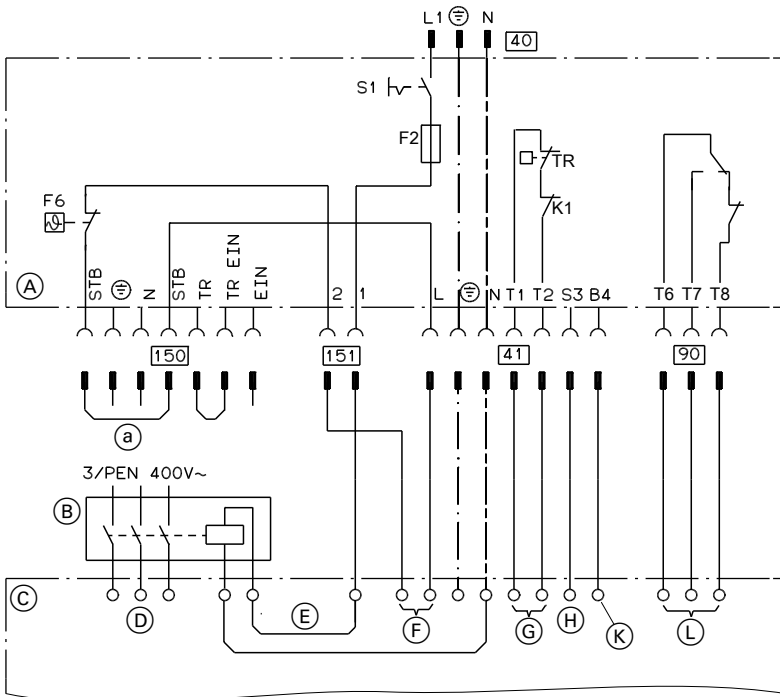 L1 ⏚ N 40
S1
F2
TR
K1
F6
A STB ⏚ N STB TR TR EIN EIN 2 1 L ⏚ N T1 T2 S3 B4 T6 T7 T8
150 151 41 90
a
3/PEN 400V~
B
C
D E F G H K L